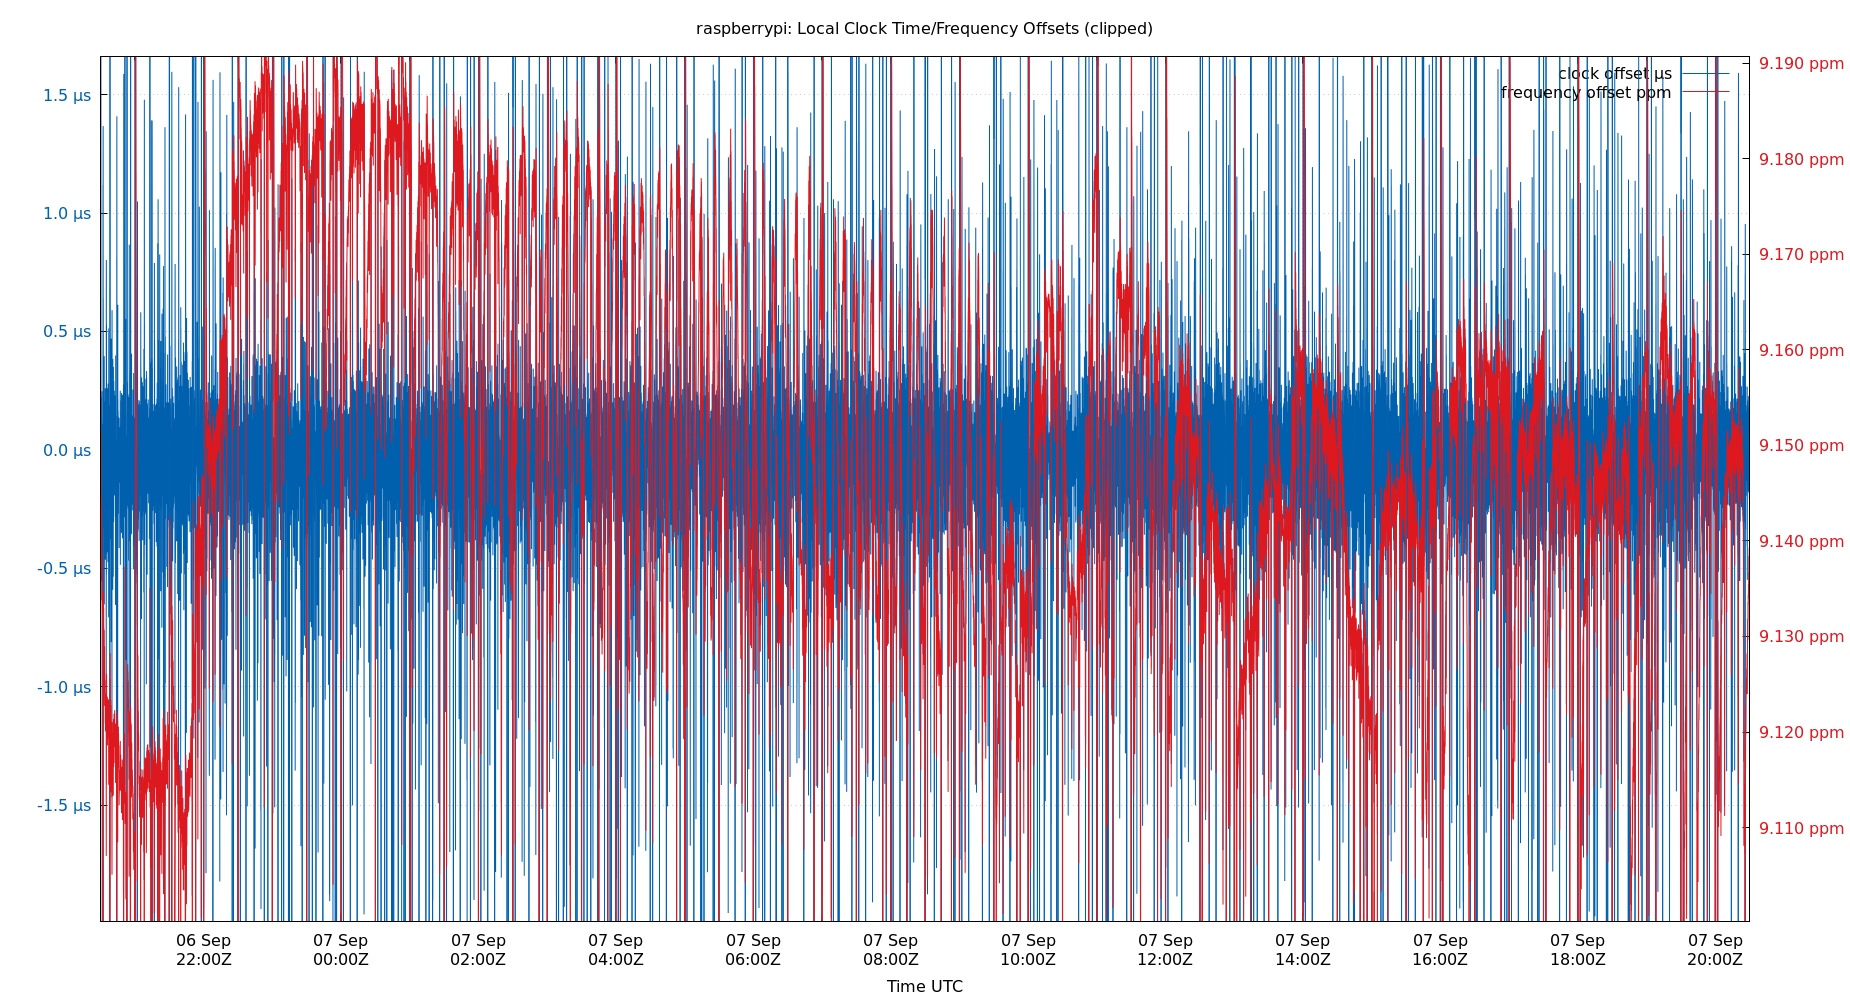 raspberrypi: Local Clock Time/Frequency Offsets (clipped)
clock offset µs
frequency offset ppm
1.5 µs
1.0 µs
0.5 µs
0.0 µs
-0.5 µs
-1.0 µs
-1.5 µs
9.190 ppm
9.180 ppm
9.170 ppm
9.160 ppm
9.150 ppm
9.140 ppm
9.130 ppm
9.120 ppm
9.110 ppm
06 Sep
22:00Z
07 Sep
00:00Z
07 Sep
02:00Z
07 Sep
04:00Z
07 Sep
06:00Z
07 Sep
08:00Z
07 Sep
10:00Z
07 Sep
12:00Z
07 Sep
14:00Z
07 Sep
16:00Z
07 Sep
18:00Z
07 Sep
20:00Z
Time UTC